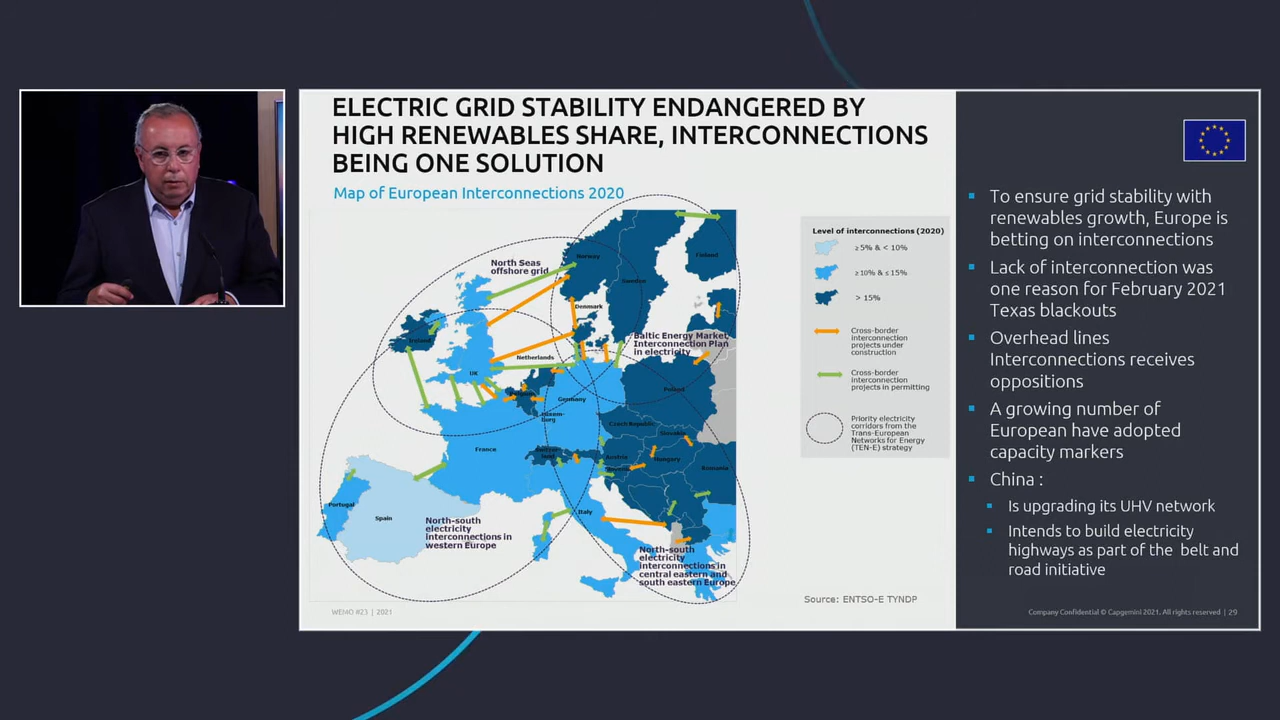 ELECTRIC GRID STABILITY ENDANGERED BY
HIGH RENEWABLES SHARE, INTERCONNECTIONS
BEING ONE SOLUTION
Map of European Interconnections 2020
North Seas
offshore grid
Norway
Sweden
Finland
Denmark
Baltic Energy Market
Interconnection Plan
in electricity
Ireland
UK
Netherlands
Belgium
Germany
Luxem-
burg
Poland
Czech Republic
Slovakia
France
Switzer-
land
Austria
Hungary
Slovenia
Romania
Portugal
Spain
Italy
North-south
electricity
interconnections in
western Europe
North-south
electricity
interconnections in
central eastern and
south eastern Europe
Level of interconnections (2020)
≥5% & < 10%
≥10% & ≤15%
> 15%
Cross-border
interconnection
projects under
construction
Cross-border
interconnection
projects in permitting
Priority electricity
corridors from the
Trans-European
Networks for Energy
(TEN-E) strategy
Source: ENTSO-E TYNDP
WEMO #23 | 2021
▪ To ensure grid stability with
renewables growth, Europe is
betting on interconnections
▪ Lack of interconnection was
one reason for February 2021
Texas blackouts
▪ Overhead lines
Interconnections receives
oppositions
▪ A growing number of
European have adopted
capacity markers
▪ China :
▪ Is upgrading its UHV network
▪ Intends to build electricity
highways as part of the belt and
road initiative
Company Confidential © Capgemini 2021. All rights reserved | 29